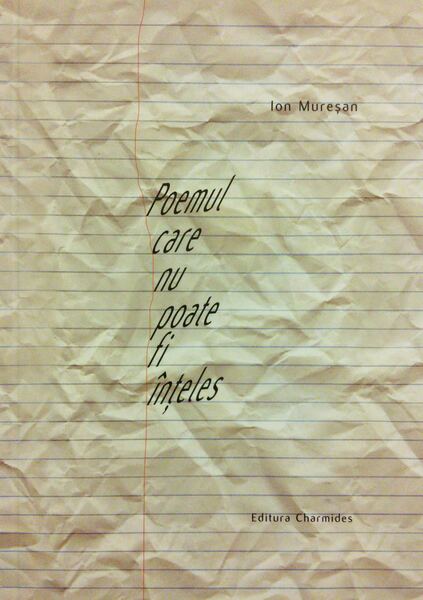 Ion Mureșan
Poemul
care
nu
poate
fi
înțeles
Editura Charmides